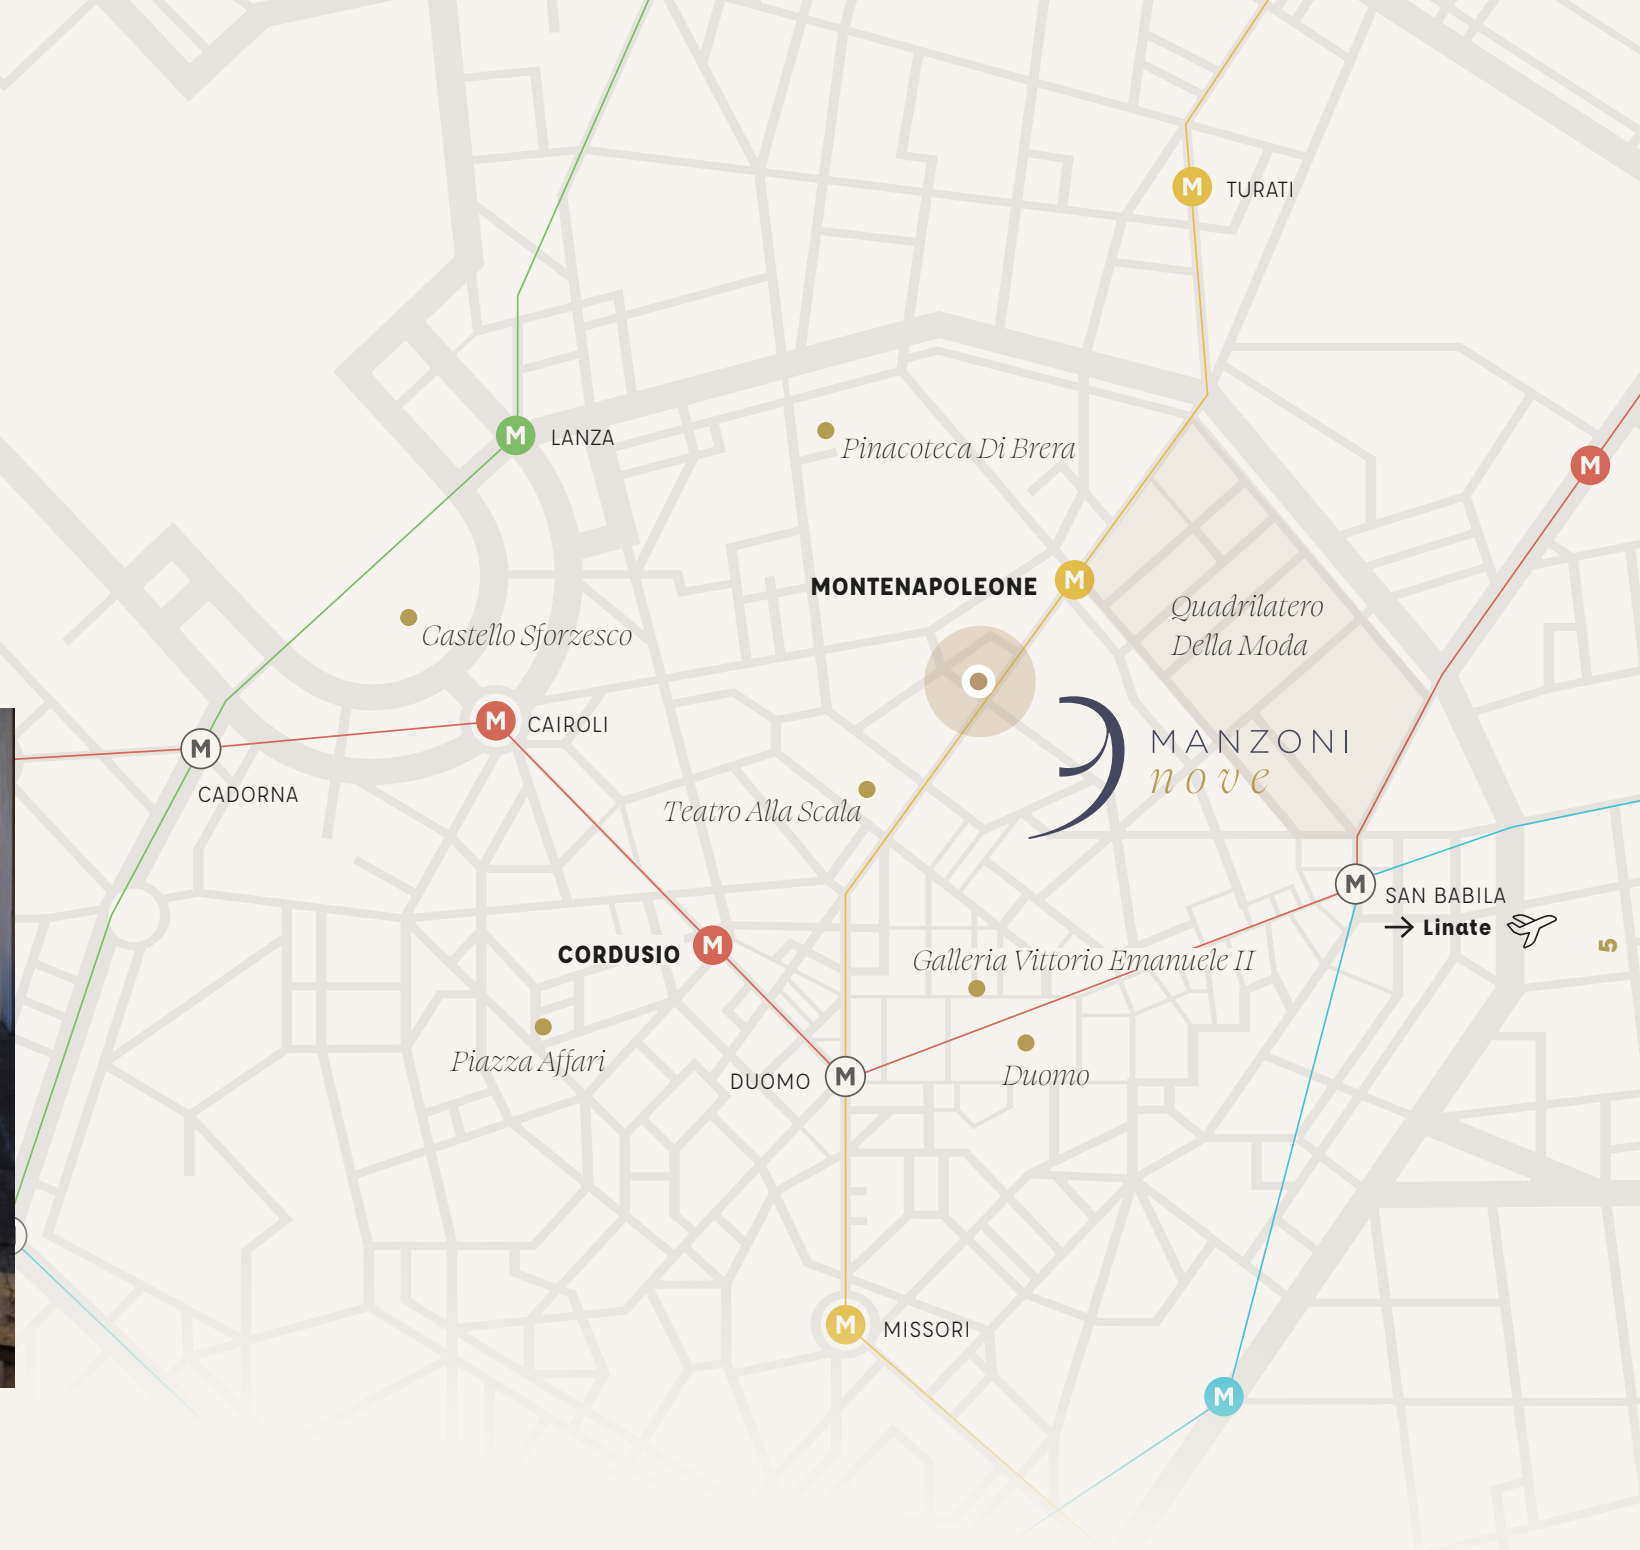 M
TURATI
M
LANZA
Pinacoteca Di Brera
M
MONTENAPOLEONE
M
Quadrilatero
Della Moda
Castello Sforzesco
M
CAIROLI
M
CADORNA
9 MANZONI
nove
Teatro Alla Scala
M
SAN BABILA
→ Linate
5
CORDUSIO
M
Galleria Vittorio Emanuele II
Piazza Affari
DUOMO
M
Duomo
M
MISSORI
M